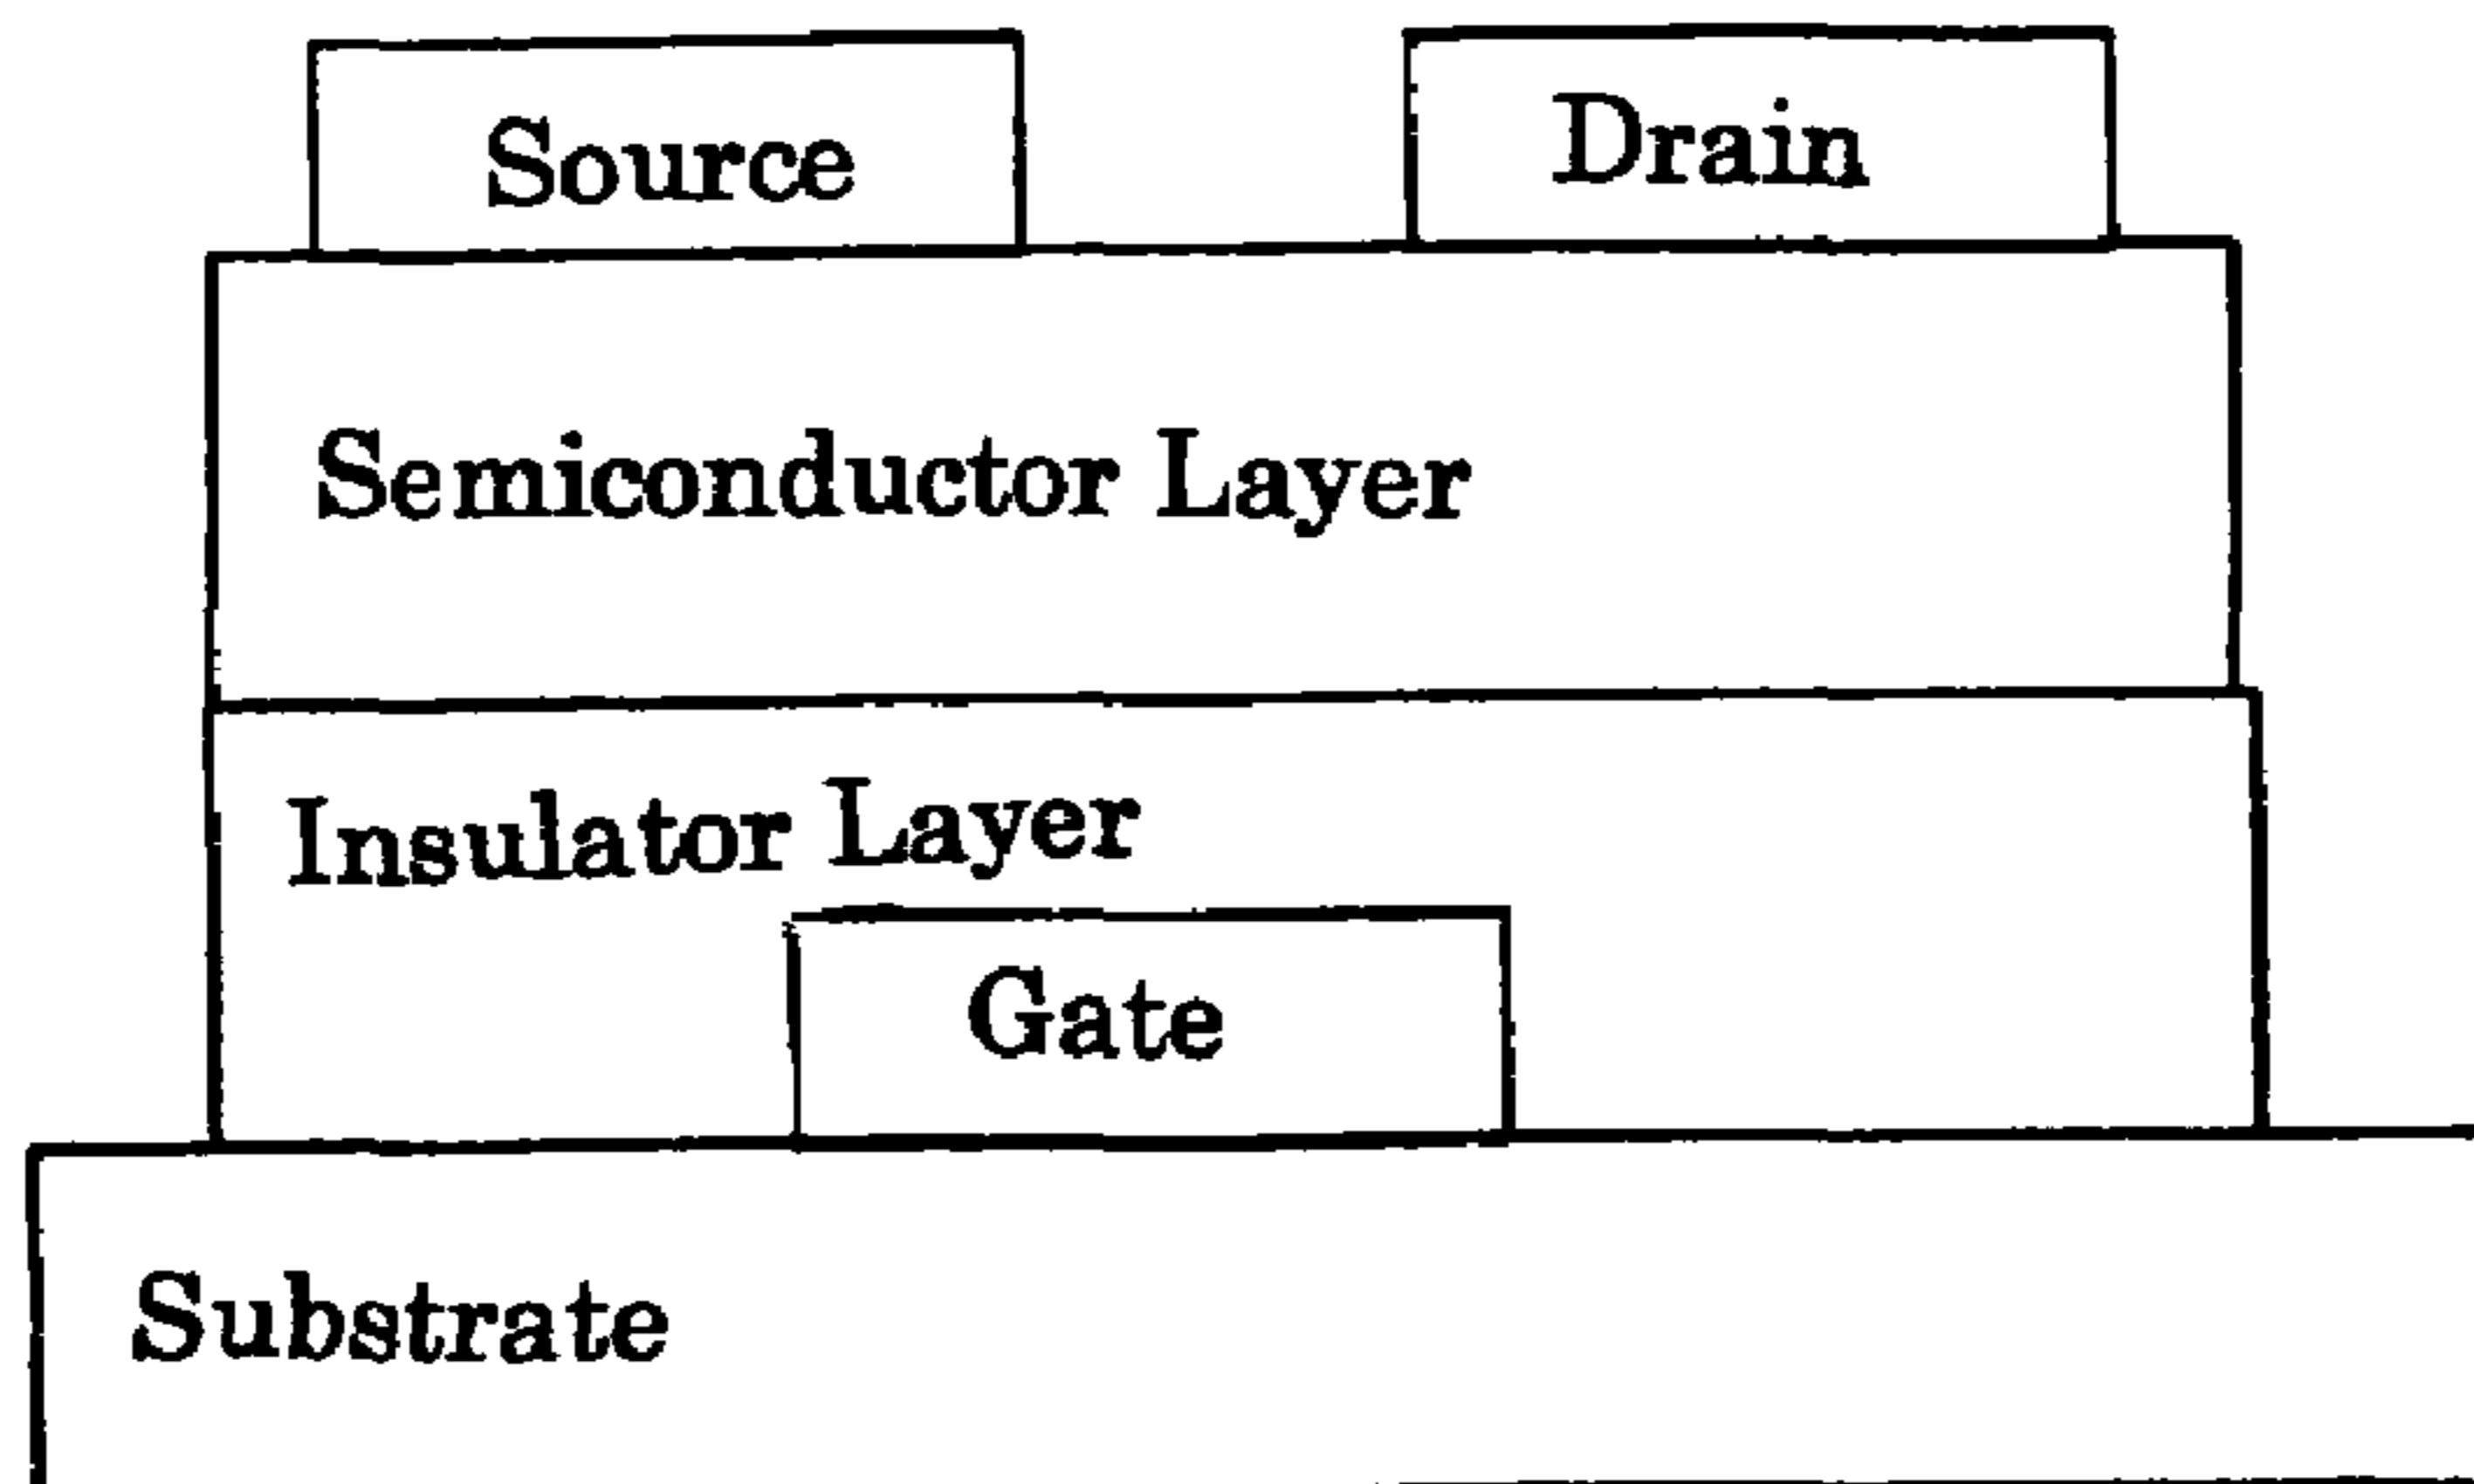 Source
Drain
Semiconductor Layer
Insulator Layer
Gate
Substrate